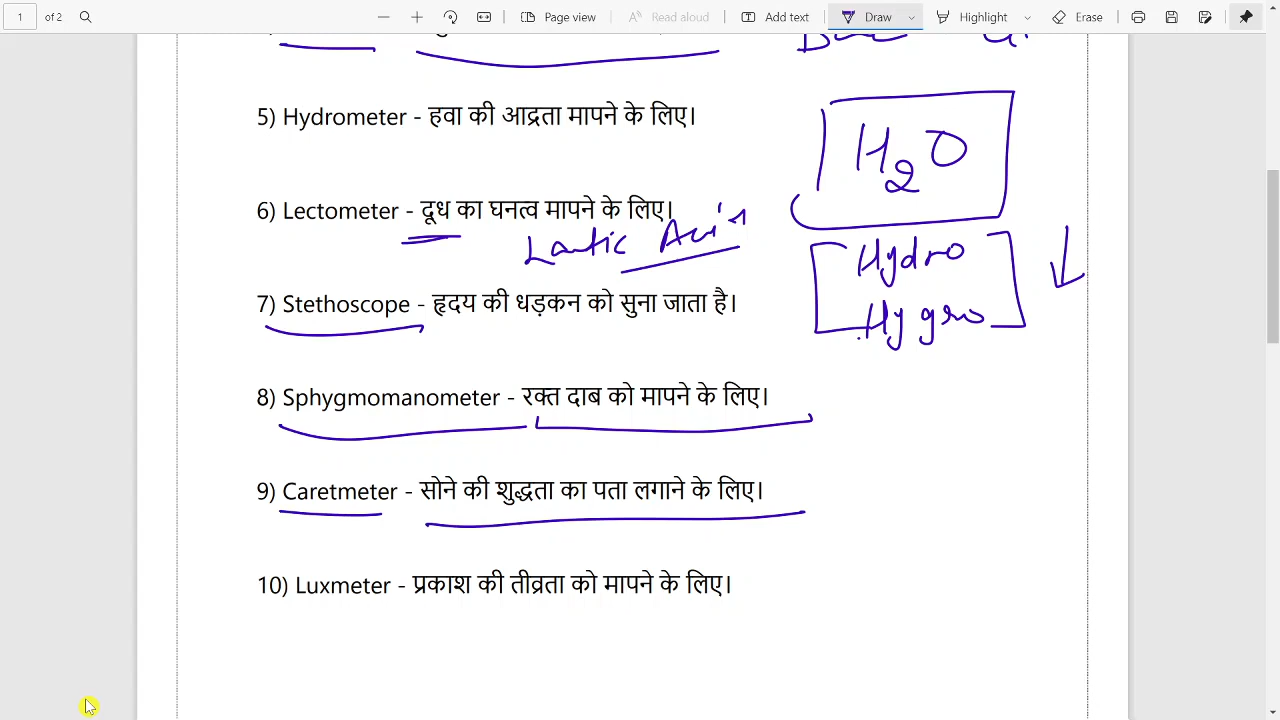 1 of 2 Page view Read aloud Add text Draw Highlight Erase
5) Hydrometer - हवा की आद्रता मापने के लिए।
H2O
6) Lectometer - दूध का घनत्व मापने के लिए।
Lactic Acid
Hydro
7) Stethoscope - हृदय की धड़कन को सुना जाता है।
Hygro
8) Sphygmomanometer - रक्त दाब को मापने के लिए।
9) Caretmeter - सोने की शुद्धता का पता लगाने के लिए।
10) Luxmeter - प्रकाश की तीव्रता को मापने के लिए।